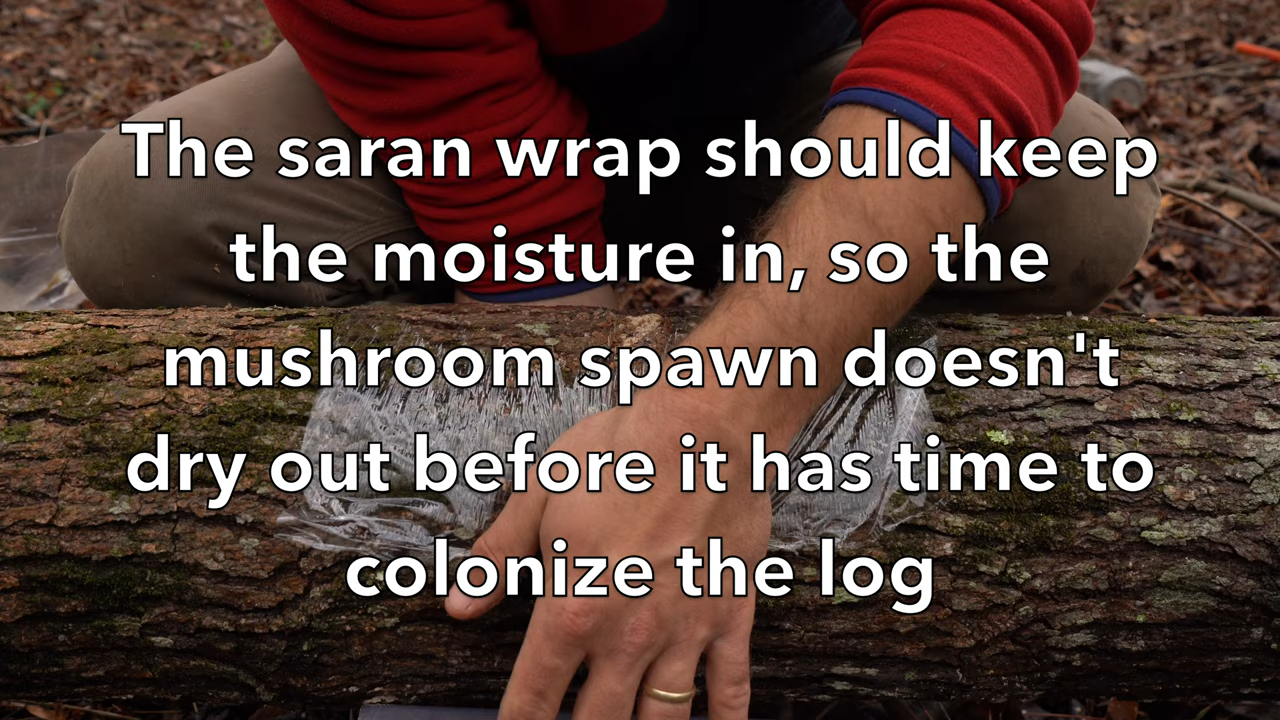 The saran wrap should keep
the moisture in, so the
mushroom spawn doesn't
dry out before it has time to
colonize the log